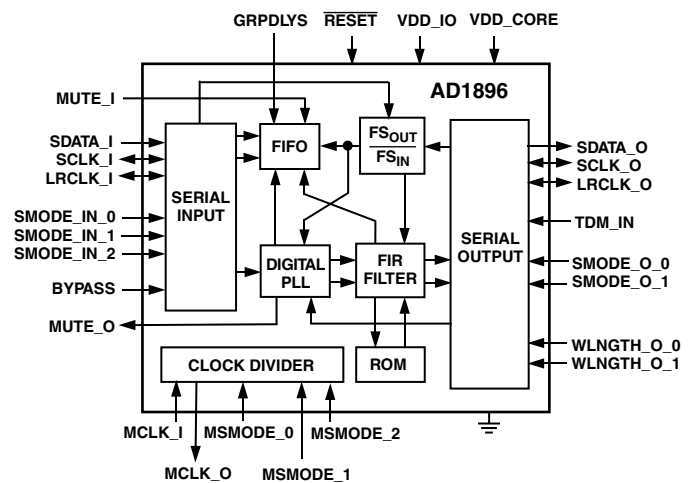 GRPDLYS RESET VDD_IO VDD_CORE
AD1896
MUTE_I
SDATA_I
SCLK_I
LRCLK_I
SMODE_IN_0
SMODE_IN_1
SMODE_IN_2
BYPASS
MUTE_O
SERIAL
INPUT
FIFO
FSOUT
FSIN
DIGITAL
PLL
FIR
FILTER
ROM
CLOCK DIVIDER
SERIAL
OUTPUT
SDATA_O
SCLK_O
LRCLK_O
TDM_IN
SMODE_O_0
SMODE_O_1
WLNGTH_O_0
WLNGTH_O_1
MCLK_I
MCLK_O
MSMODE_0
MSMODE_1
MSMODE_2